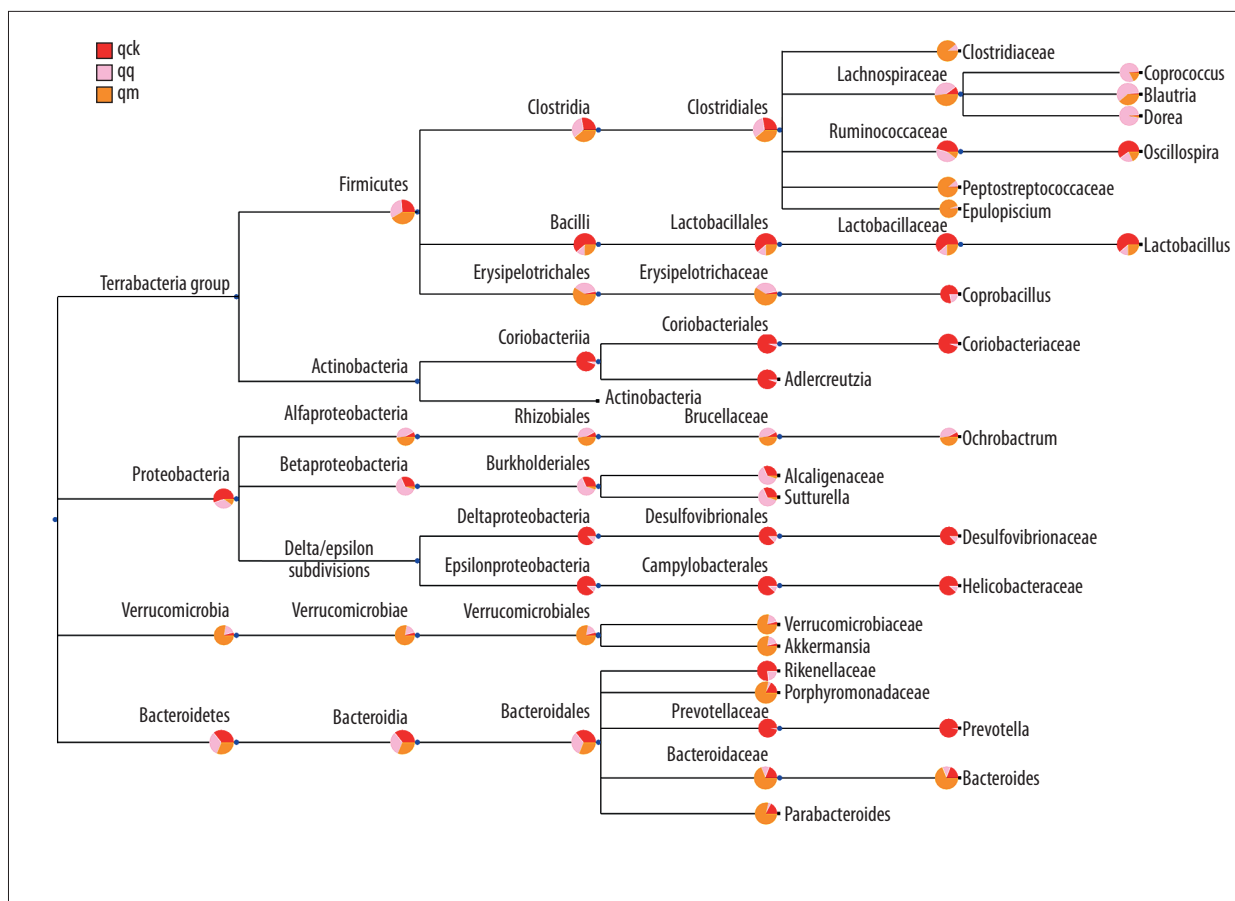 qck
qq
qm
Clostridiaceae
Lachnospiraceae
Coprococcus
Clostridia
Clostridiales
Blautria
Dorea
Ruminococcaceae
Oscillospira
Firmicutes
Peptostreptococcaceae
Epulopiscium
Bacilli
Lactobacillales
Lactobacillaceae
Lactobacillus
Terrabacteria group
Erysipelotrichales
Erysipelotrichaceae
Coprobacillus
Coriobacteriia
Coriobacteriales
Coriobacteriaceae
Actinobacteria
Adlercreutzia
Actinobacteria
Alfaproteobacteria
Rhizobiales
Brucellaceae
Ochrobactrum
Proteobacteria
Betaproteobacteria
Burkholderiales
Alcaligenaceae
Sutturella
Deltaproteobacteria
Desulfovibrionales
Desulfovibrionaceae
Delta/epsilon
subdivisions
Epsilonproteobacteria
Campylobacterales
Helicobacteraceae
Verrucomicrobia
Verrucomicrobiae
Verrucomicrobiales
Verrucomicrobiaceae
Akkermansia
Rikenellaceae
Porphyromonadaceae
Bacteroidetes
Bacteroidia
Bacteroidales
Prevotellaceae
Prevotella
Bacteroidaceae
Bacteroides
Parabacteroides